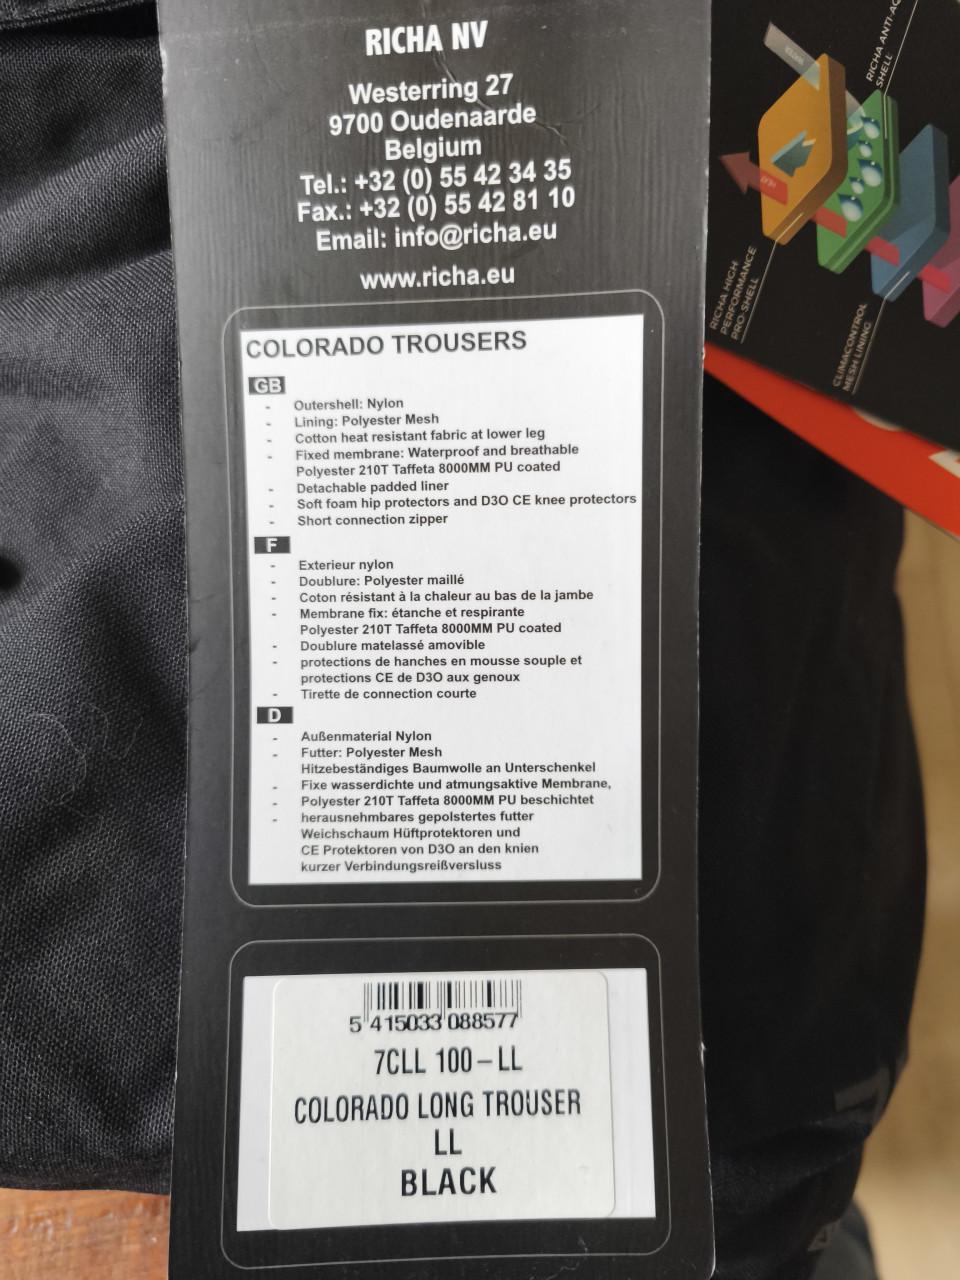 RICHA NV
Westerring 27
9700 Oudenaarde
Belgium
Tel.: +32 (0) 55 42 34 35
Fax.: +32 (0) 55 42 81 10
Email: info@richa.eu
www.richa.eu
COLORADO TROUSERS
GB
- Outershell: Nylon
- Lining: Polyester Mesh
- Cotton heat resistant fabric at lower leg
- Fixed membrane: Waterproof and breathable
Polyester 210T Taffeta 8000MM PU coated
- Detachable padded liner
- Soft foam hip protectors and D3O CE knee protectors
- Short connection zipper
F
- Exterieur nylon
- Doublure: Polyester maillé
- Coton résistant à la chaleur au bas de la jambe
- Membrane fix: étanche et respirante
Polyester 210T Taffeta 8000MM PU coated
- Doublure matelassé amovible
- protections de hanches en mousse souple et
protections CE de D3O aux genoux
- Tirette de connection courte
D
- Außenmaterial Nylon
- Futter: Polyester Mesh
Hitzebeständiges Baumwolle an Unterschenkel
- Fixe wasserdichte und atmungsaktive Membrane,
- Polyester 210T Taffeta 8000MM PU beschichtet
- herausnehmbares gepolstertes futter
Weichschaum Hüftprotektoren und
CE Protektoren von D3O an den knien
kurzer Verbindungsreißversluss
5 415033 088577
7CLL 100-LL
COLORADO LONG TROUSER
LL
BLACK
WATER
RICHA ANTI-AC
SHELL
HEAT
RICHA HIGH
PERFORMANCE
PRO-SHELL
CLIMACONTROL
MESH LINING